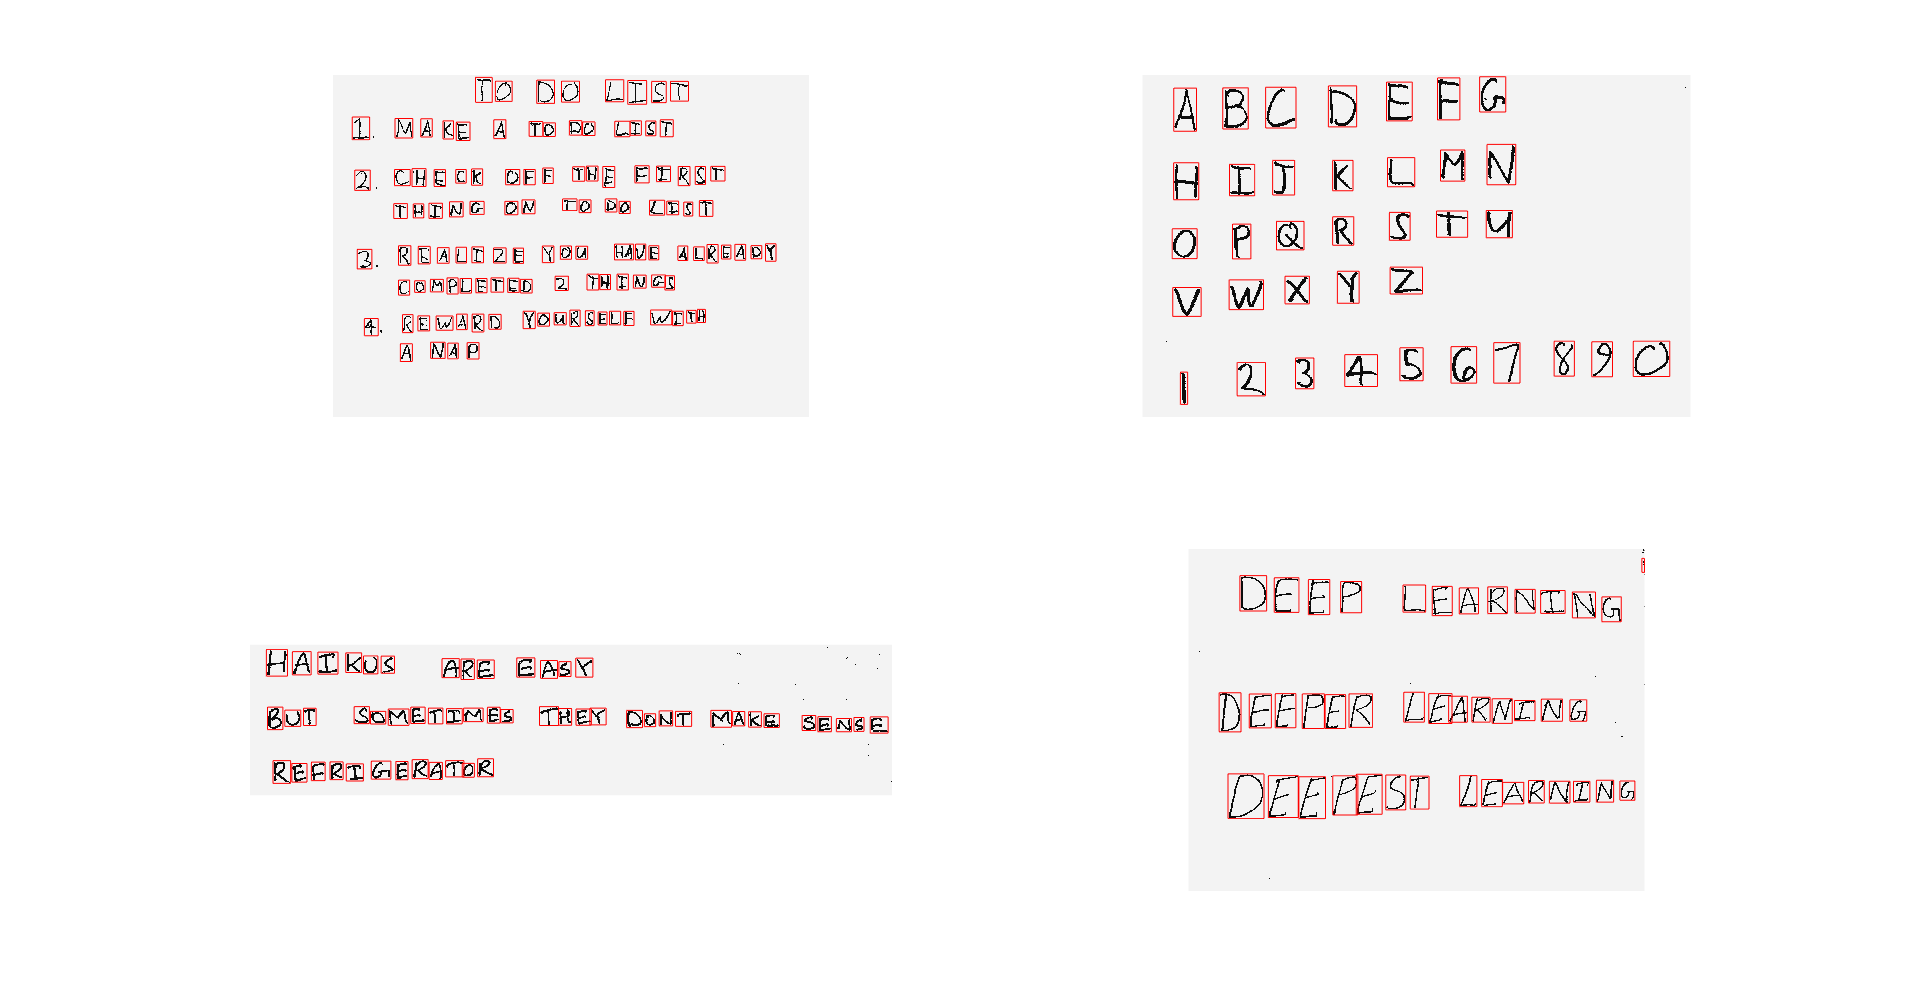 TO DO LIST
1. MAKE A TO DO LIST
2. CHECK OFF THE FIRST
THING ON TO DO LIST
3. REALIZE YOU HAVE ALREADY
COMPLETED 2 THINGS
4. REWARD YOURSELF WITH
A NAP
A B C D E F G
H I J K L M N
O P Q R S T U
V W X Y Z
1 2 3 4 5 6 7 8 9 0
HAIKUS ARE EASY
BUT SOMETIMES THEY DONT MAKE SENSE
REFRIGERATOR
DEEP LEARNING
DEEPER LEARNING
DEEPEST LEARNING